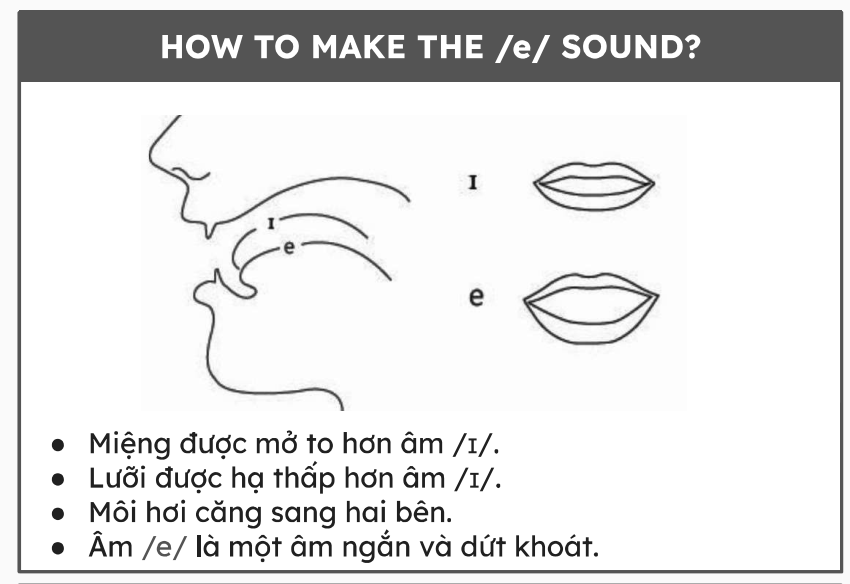 HOW TO MAKE THE /e/ SOUND?
I
e
I
e
● Miệng được mở to hơn âm /ɪ/.
● Lưỡi được hạ thấp hơn âm /ɪ/.
● Môi hơi căng sang hai bên.
● Âm /e/ là một âm ngắn và dứt khoát.